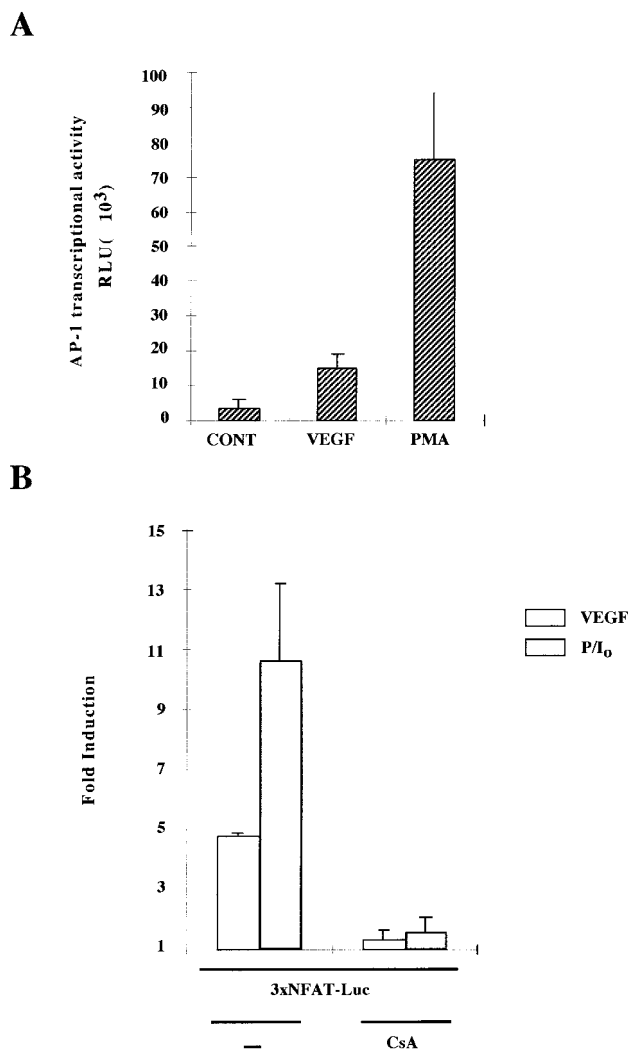 A
AP-1 transcriptional activity
RLU( 10³)
100
90
80
70
60
50
40
30
20
10
0
CONT VEGF PMA
B
Fold Induction
15
13
11
9
7
5
3
1
VEGF
P/Io
3xNFAT-Luc
– CsA